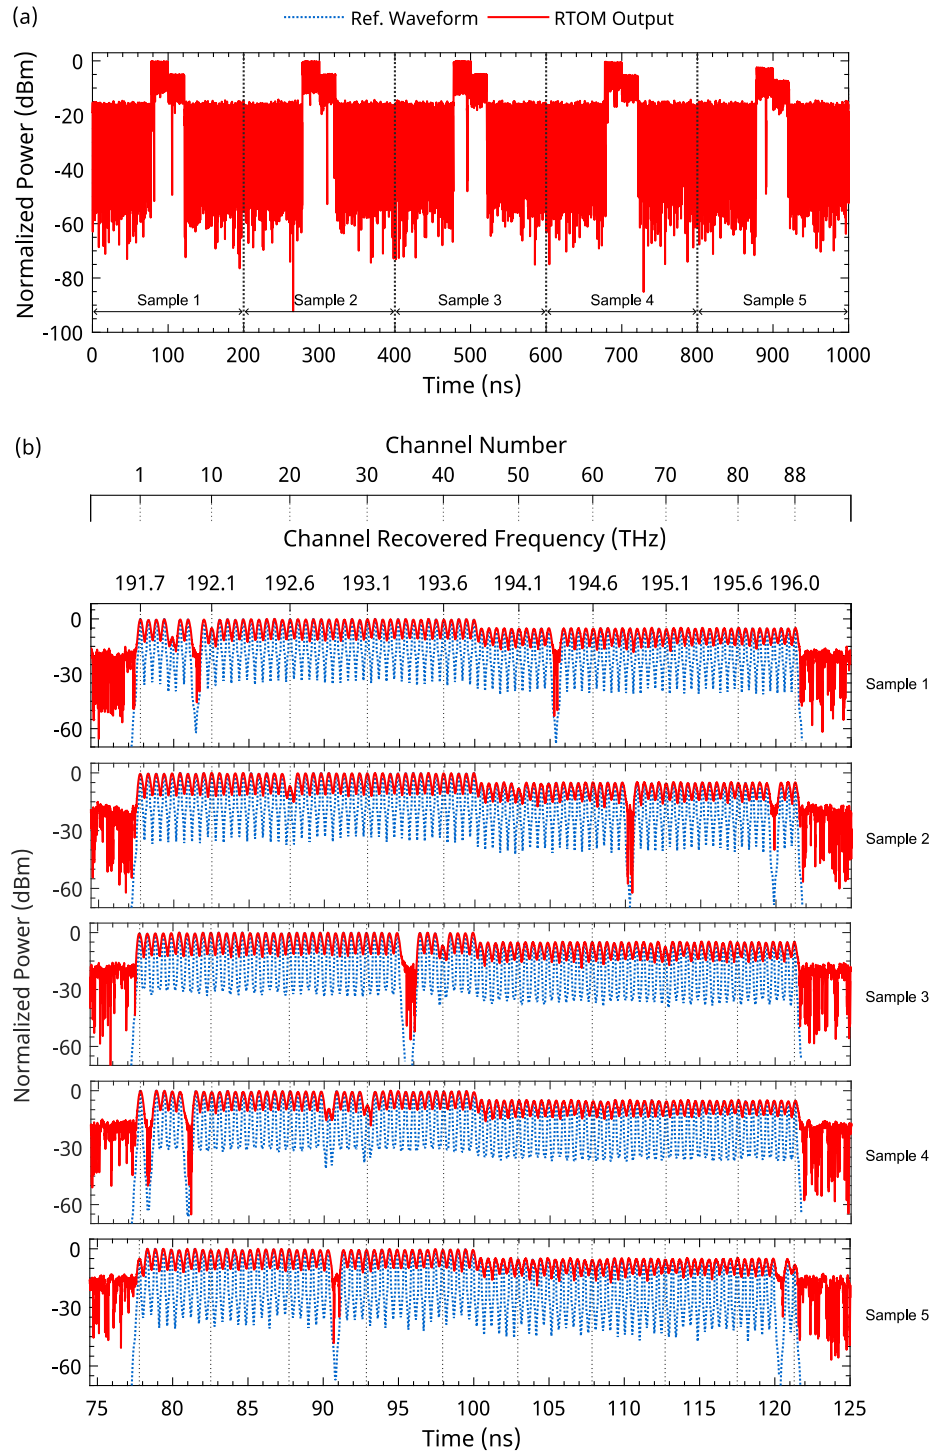 (a)
Ref. Waveform RTOM Output
Normalized Power (dBm)
0
-20
-40
-60
-80
-100
Sample 1 Sample 2 Sample 3 Sample 4 Sample 5
0 100 200 300 400 500 600 700 800 900 1000
Time (ns)
(b)
Channel Number
1 10 20 30 40 50 60 70 80 88
Channel Recovered Frequency (THz)
191.7 192.1 192.6 193.1 193.6 194.1 194.6 195.1 195.6 196.0
Normalized Power (dBm)
0
-30
-60
Sample 1
0
-30
-60
Sample 2
0
-30
-60
Sample 3
0
-30
-60
Sample 4
0
-30
-60
Sample 5
75 80 85 90 95 100 105 110 115 120 125
Time (ns)